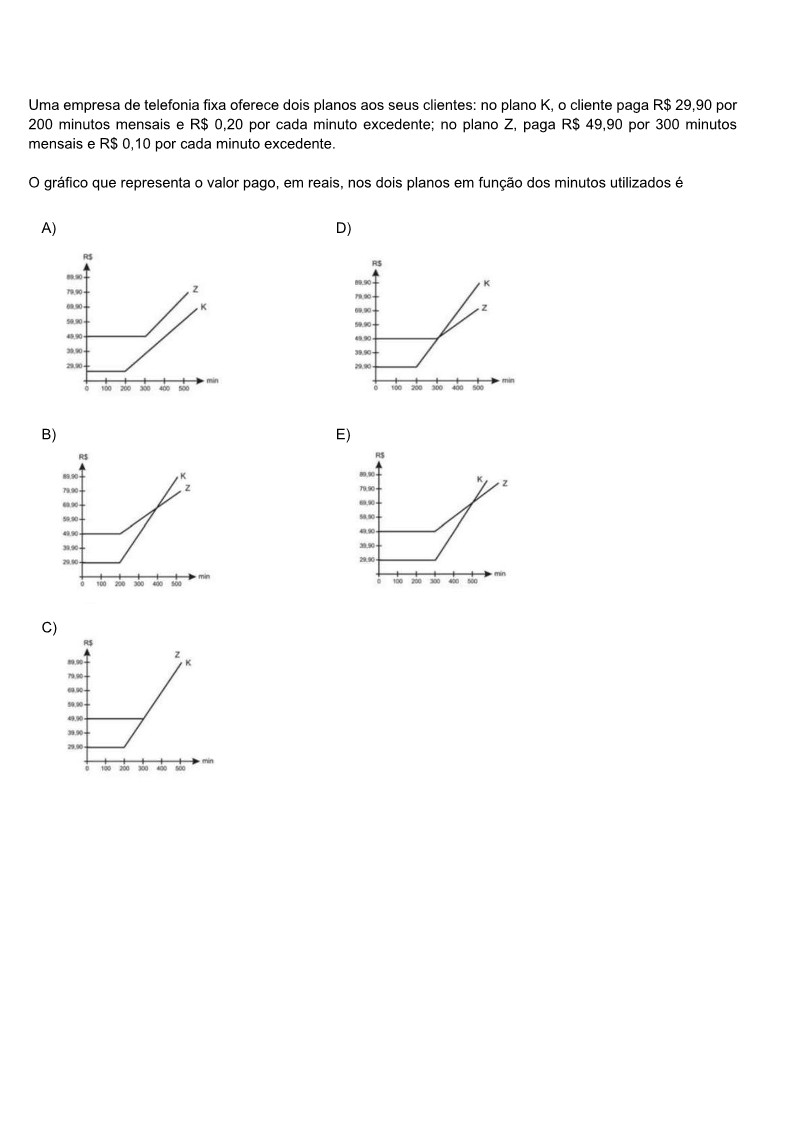 Uma empresa de telefonia fixa oferece dois planos aos seus clientes: no plano K, o cliente paga R$ 29,90 por
200 minutos mensais e R$ 0,20 por cada minuto excedente; no plano Z, paga R$ 49,90 por 300 minutos
mensais e R$ 0,10 por cada minuto excedente.
O gráfico que representa o valor pago, em reais, nos dois planos em função dos minutos utilizados é
A)
R$
89,90
79,90
69,90
59,90
49,90
39,90
29,90
Z
K
0 100 200 300 400 500 min
B)
R$
89,90
79,90
69,90
59,90
49,90
39,90
29,90
K
Z
0 100 200 300 400 500 min
C)
R$
89,90
79,90
69,90
59,90
49,90
39,90
29,90
Z
K
0 100 200 300 400 500 min
D)
R$
89,90
79,90
69,90
59,90
49,90
39,90
29,90
K
Z
0 100 200 300 400 500 min
E)
R$
89,90
79,90
69,90
59,90
49,90
39,90
29,90
K
Z
0 100 200 300 400 500 min